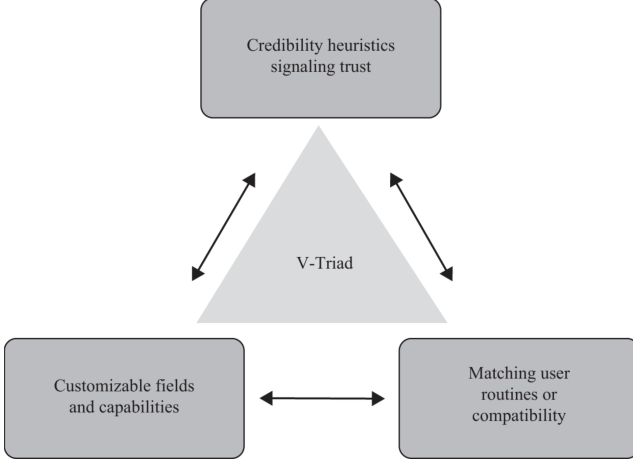 Credibility heuristics
signaling trust
V-Triad
Customizable fields
and capabilities
Matching user
routines or
compatibility